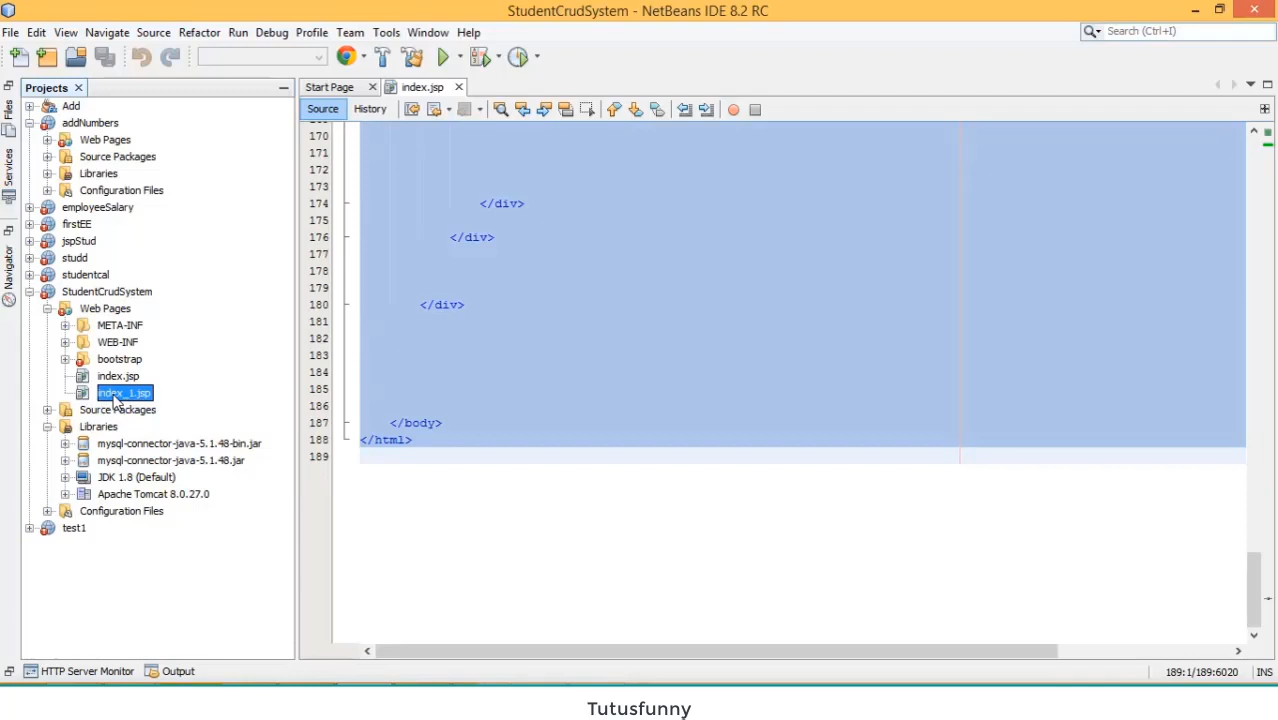 StudentCrudSystem - NetBeans IDE 8.2 RC
File Edit View Navigate Source Refactor Run Debug Profile Team Tools Window Help
Search (Ctrl+I)
Projects
Start Page
index.jsp
Source
History
Files
Services
Navigator
Add
addNumbers
Web Pages
Source Packages
Libraries
Configuration Files
employeeSalary
firstEE
jspStud
studd
studentcal
StudentCrudSystem
Web Pages
META-INF
WEB-INF
bootstrap
index.jsp
index_1.jsp
Source Packages
Libraries
mysql-connector-java-5.1.48-bin.jar
mysql-connector-java-5.1.48.jar
JDK 1.8 (Default)
Apache Tomcat 8.0.27.0
Configuration Files
test1
170
171
172
173
174 </div>
175
176 </div>
177
178
179
180 </div>
181
182
183
184
185
186
187 </body>
188 </html>
189
HTTP Server Monitor
Output
189:1/189:6020
INS
Tutusfunny